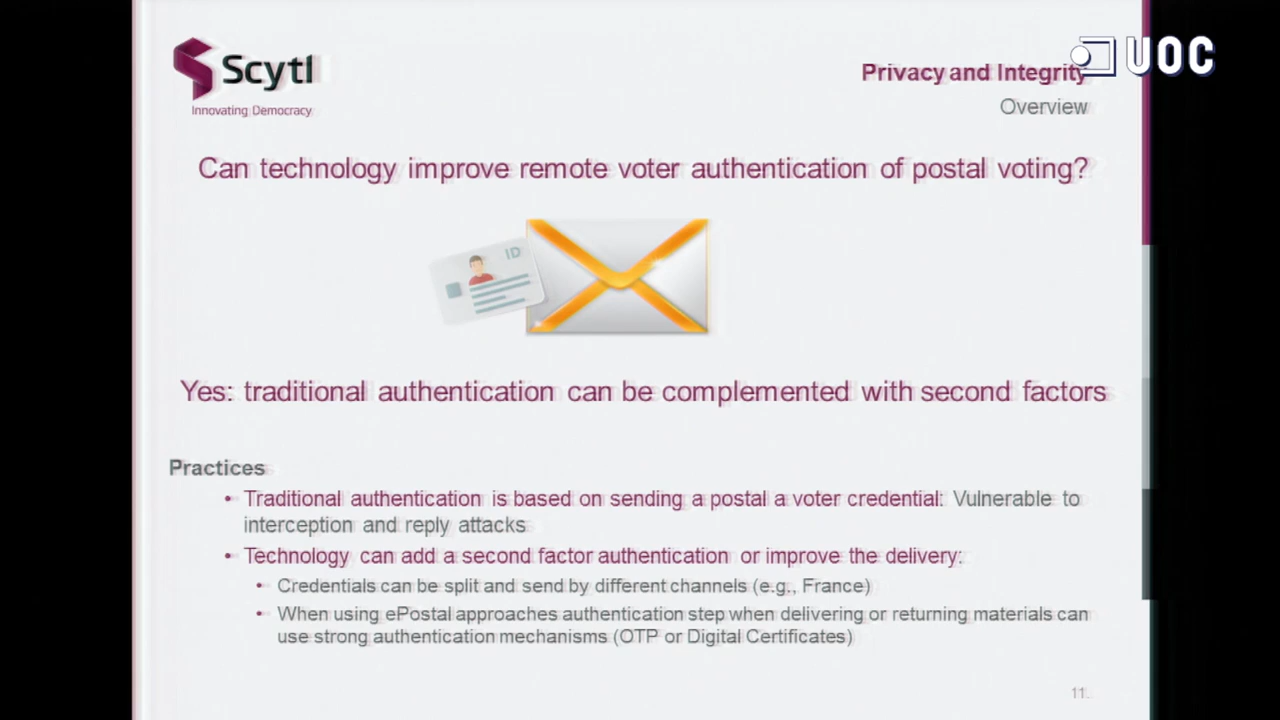 Scytl
Innovating Democracy
UOC
Privacy and Integrity
Overview
Can technology improve remote voter authentication of postal voting?
ID
Yes: traditional authentication can be complemented with second factors
Practices
• Traditional authentication is based on sending a postal a voter credential: Vulnerable to
interception and reply attacks
• Technology can add a second factor authentication or improve the delivery:
• Credentials can be split and send by different channels (e.g., France)
• When using ePostal approaches authentication step when delivering or returning materials can
use strong authentication mechanisms (OTP or Digital Certificates)
11